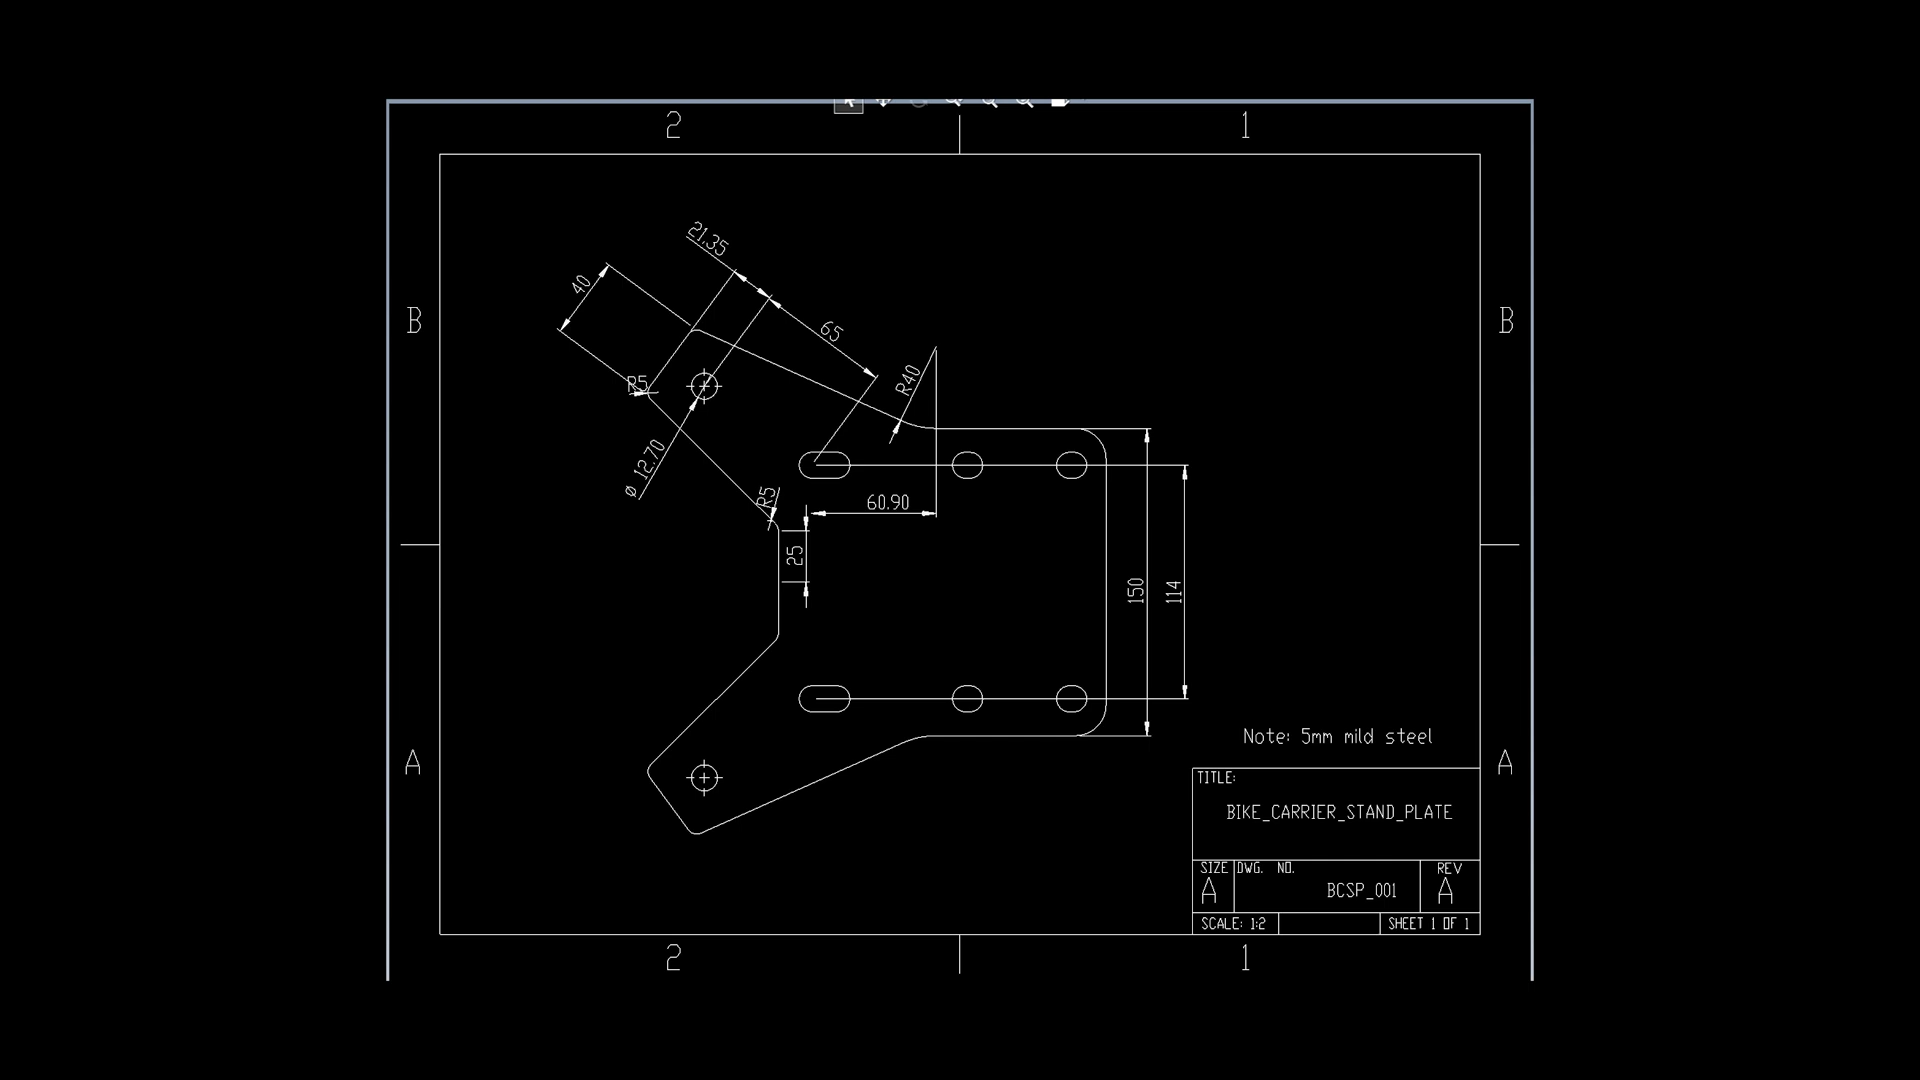 2 1
21.35
40
65
B B
R40
R5
ø 12.70
R5
60.90
25
150
114
Note: 5mm mild steel
A A
TITLE:
BIKE_CARRIER_STAND_PLATE
SIZE DWG. NO. REV
A BCSP_001 A
SCALE: 1:2 SHEET 1 OF 1
2 1